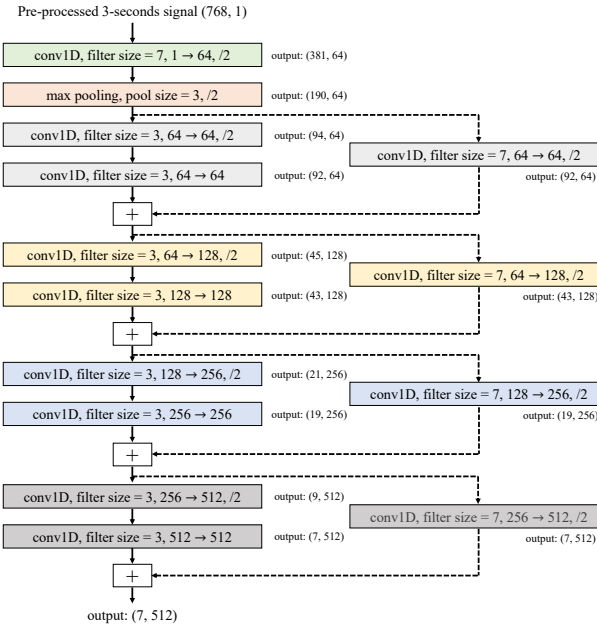 Pre-processed 3-seconds signal (768, 1)
conv1D, filter size = 7, 1 → 64, /2
output: (381, 64)
max pooling, pool size = 3, /2
output: (190, 64)
conv1D, filter size = 3, 64 → 64, /2
output: (94, 64)
conv1D, filter size = 7, 64 → 64, /2
conv1D, filter size = 3, 64 → 64
output: (92, 64)
output: (92, 64)
+
conv1D, filter size = 3, 64 → 128, /2
output: (45, 128)
conv1D, filter size = 7, 64 → 128, /2
conv1D, filter size = 3, 128 → 128
output: (43, 128)
output: (43, 128)
+
conv1D, filter size = 3, 128 → 256, /2
output: (21, 256)
conv1D, filter size = 7, 128 → 256, /2
conv1D, filter size = 3, 256 → 256
output: (19, 256)
output: (19, 256)
+
conv1D, filter size = 3, 256 → 512, /2
output: (9, 512)
conv1D, filter size = 7, 256 → 512, /2
conv1D, filter size = 3, 512 → 512
output: (7, 512)
output: (7, 512)
+
output: (7, 512)